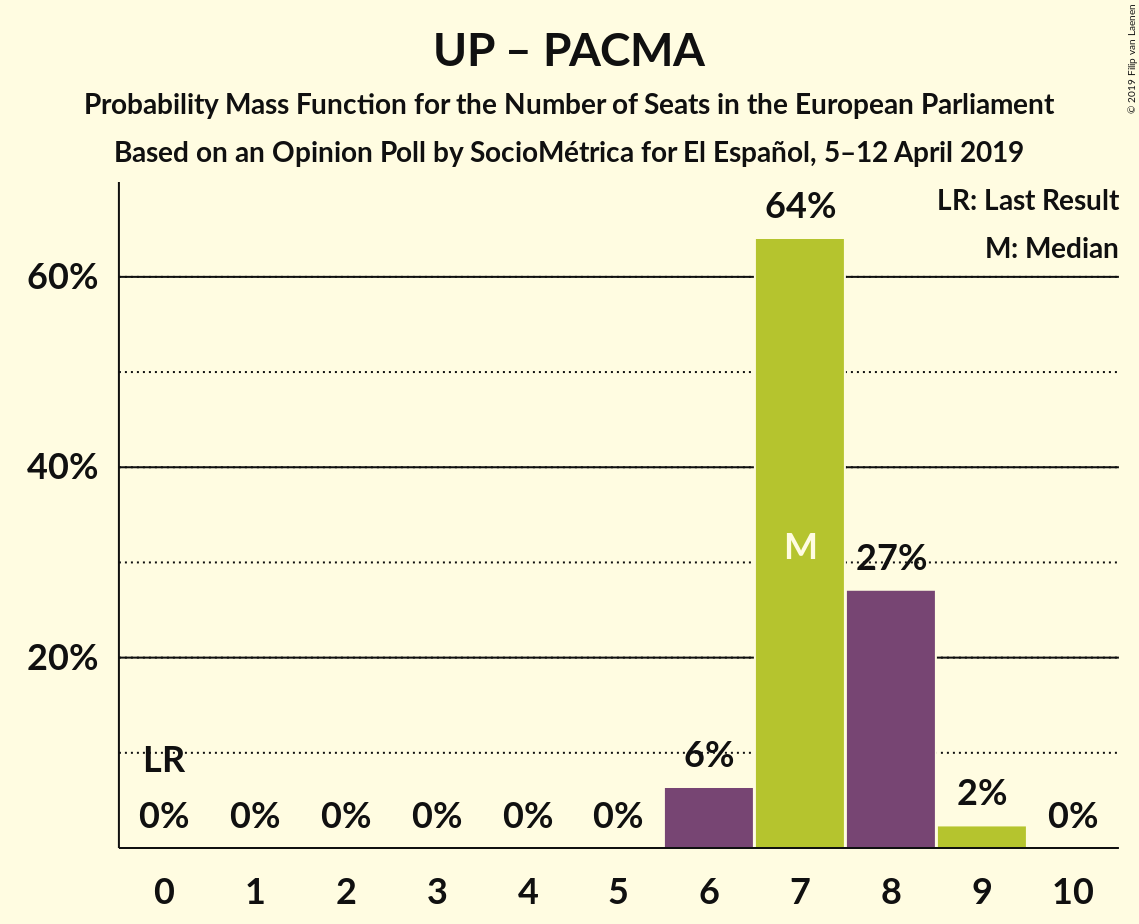 UP – PACMA
Probability Mass Function for the Number of Seats in the European Parliament
Based on an Opinion Poll by SocioMétrica for El Español, 5–12 April 2019
© 2019 Filip van Laenen
LR: Last Result
M: Median
64%
60%
M
27%
40%
20%
LR
6%
2%
0% 0% 0% 0% 0% 0% 0%
0 1 2 3 4 5 6 7 8 9 10